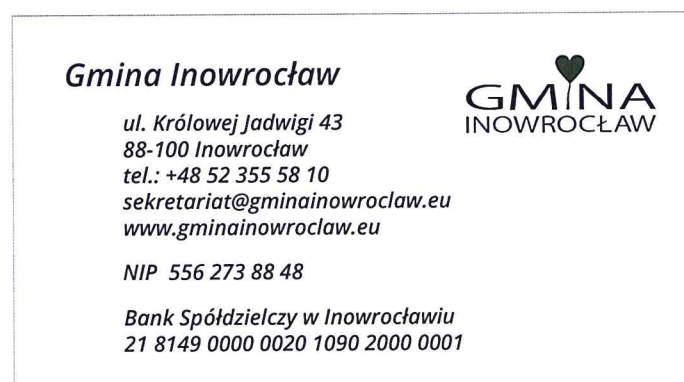 Gmina Inowrocław
GMINA
INOWROCŁAW
ul. Królowej Jadwigi 43
88-100 Inowrocław
tel.: +48 52 355 58 10
sekretariat@gminainowroclaw.eu
www.gminainowroclaw.eu
NIP 556 273 88 48
Bank Spółdzielczy w Inowrocławiu
21 8149 0000 0020 1090 2000 0001